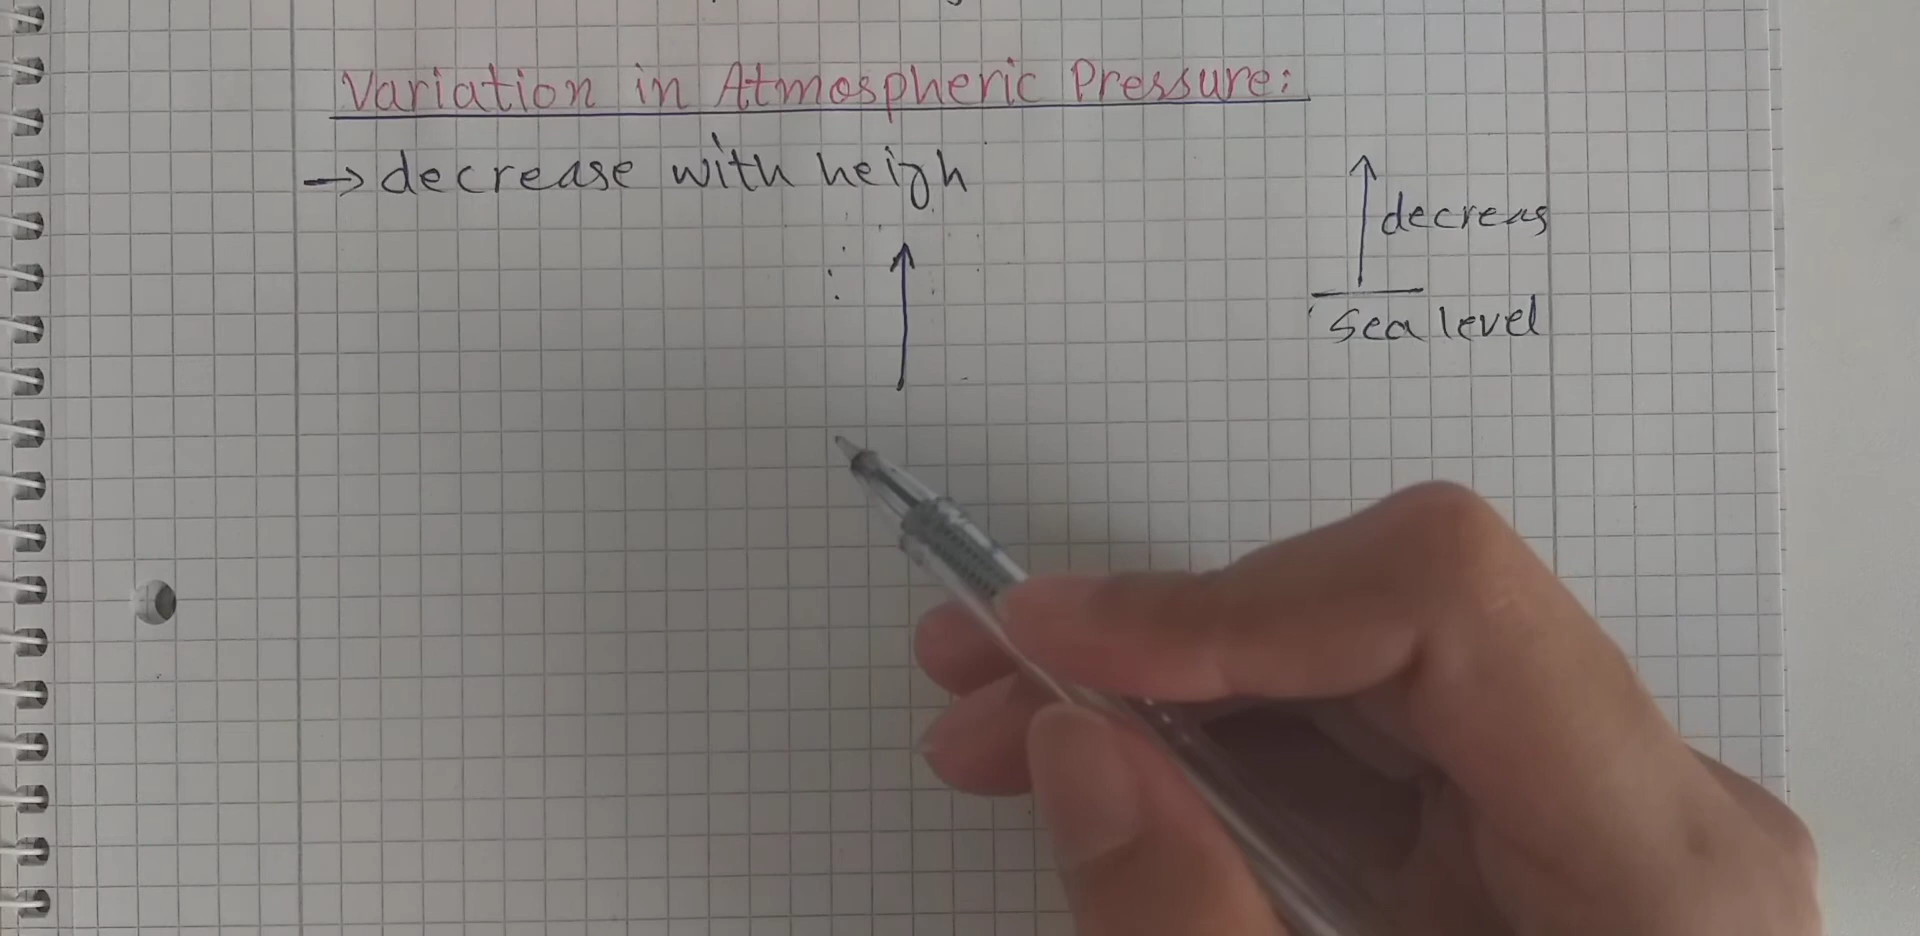 Variation in Atmospheric Pressure:
→ decrease with heigh
decreas
sea level